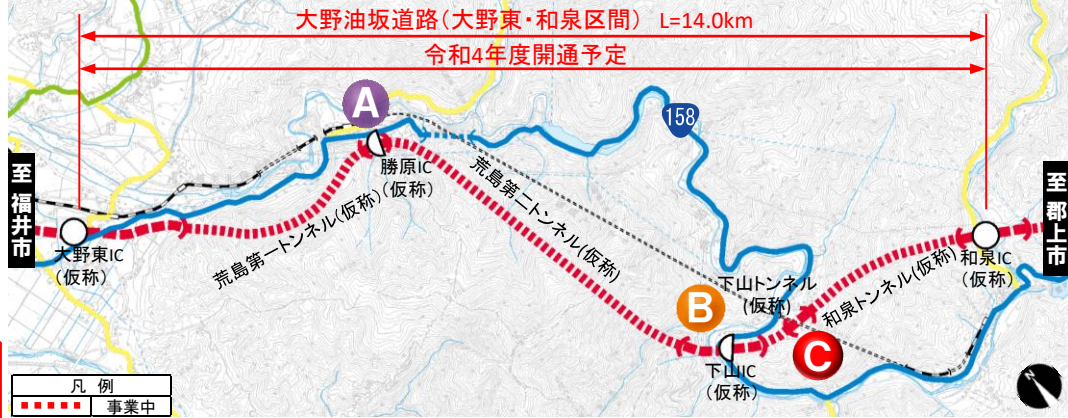 大野油坂道路(大野東・和泉区間) L=14.0km
令和4年度開通予定
A
158
勝原IC
(仮称)
荒島第一トンネル(仮称)
荒島第二トンネル(仮称)
至 福井市
大野東IC
(仮称)
下山トンネル
(仮称)
和泉トンネル(仮称)
和泉IC
(仮称)
至 郡上市
B
C
下山IC
(仮称)
凡 例
事業中
N